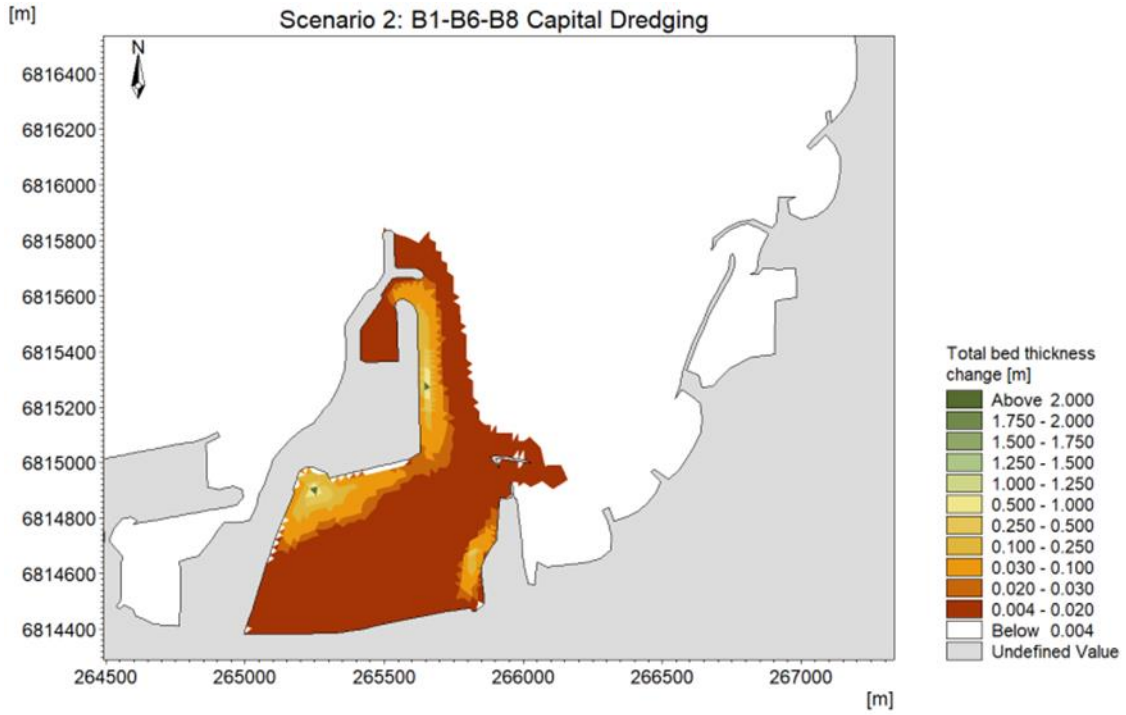 [m]
Scenario 2: B1-B6-B8 Capital Dredging
N
6816400
6816200
6816000
6815800
6815600
6815400
6815200
6815000
6814800
6814600
6814400
264500 265000 265500 266000 266500 267000
[m]
Total bed thickness
change [m]
Above 2.000
1.750 - 2.000
1.500 - 1.750
1.250 - 1.500
1.000 - 1.250
0.500 - 1.000
0.250 - 0.500
0.100 - 0.250
0.030 - 0.100
0.020 - 0.030
0.004 - 0.020
Below 0.004
Undefined Value